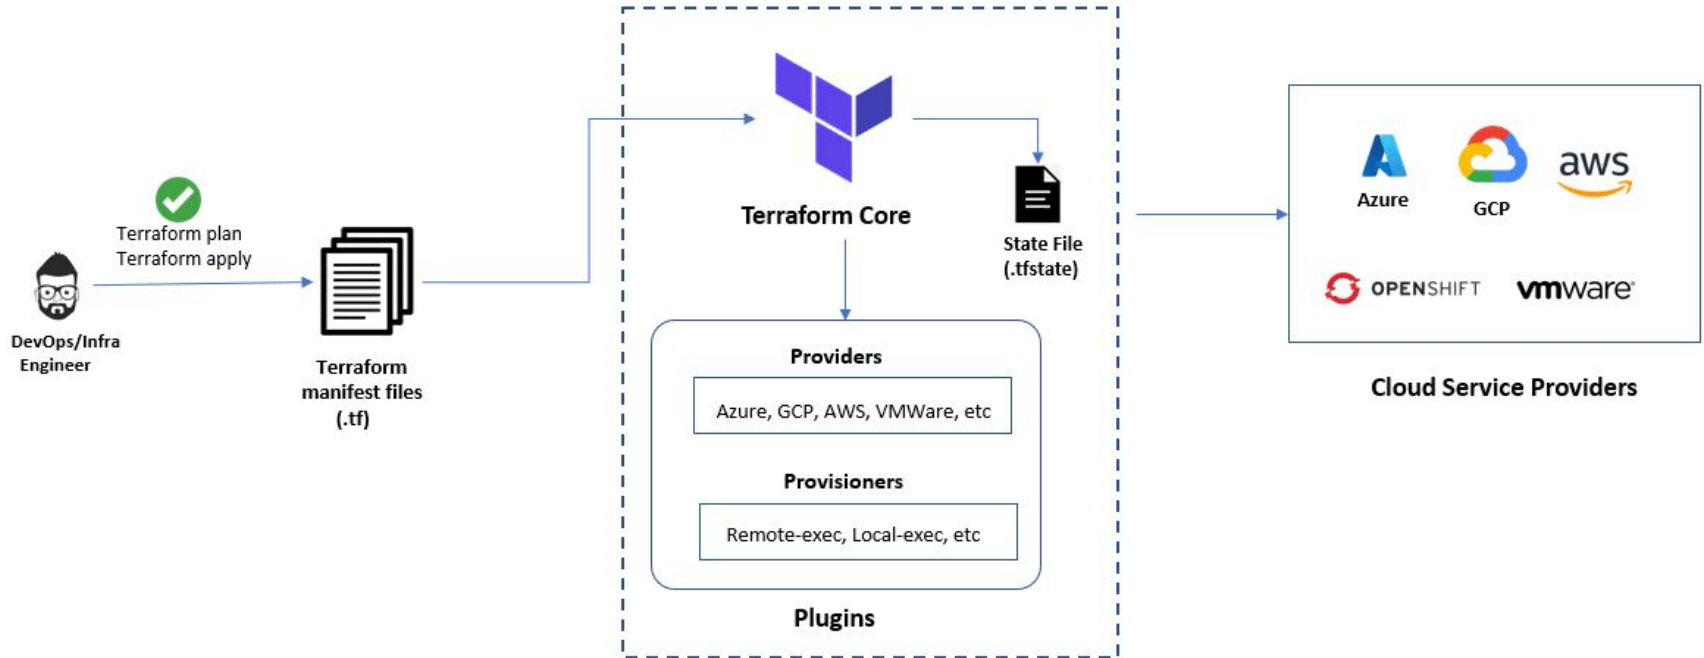 Terraform plan
Terraform apply
DevOps/Infra
Engineer
Terraform
manifest files
(.tf)
Terraform Core
State File
(.tfstate)
Providers
Azure, GCP, AWS, VMWare, etc
Provisioners
Remote-exec, Local-exec, etc
Plugins
Azure
GCP
aws
OPENSHIFT
vmware®
Cloud Service Providers